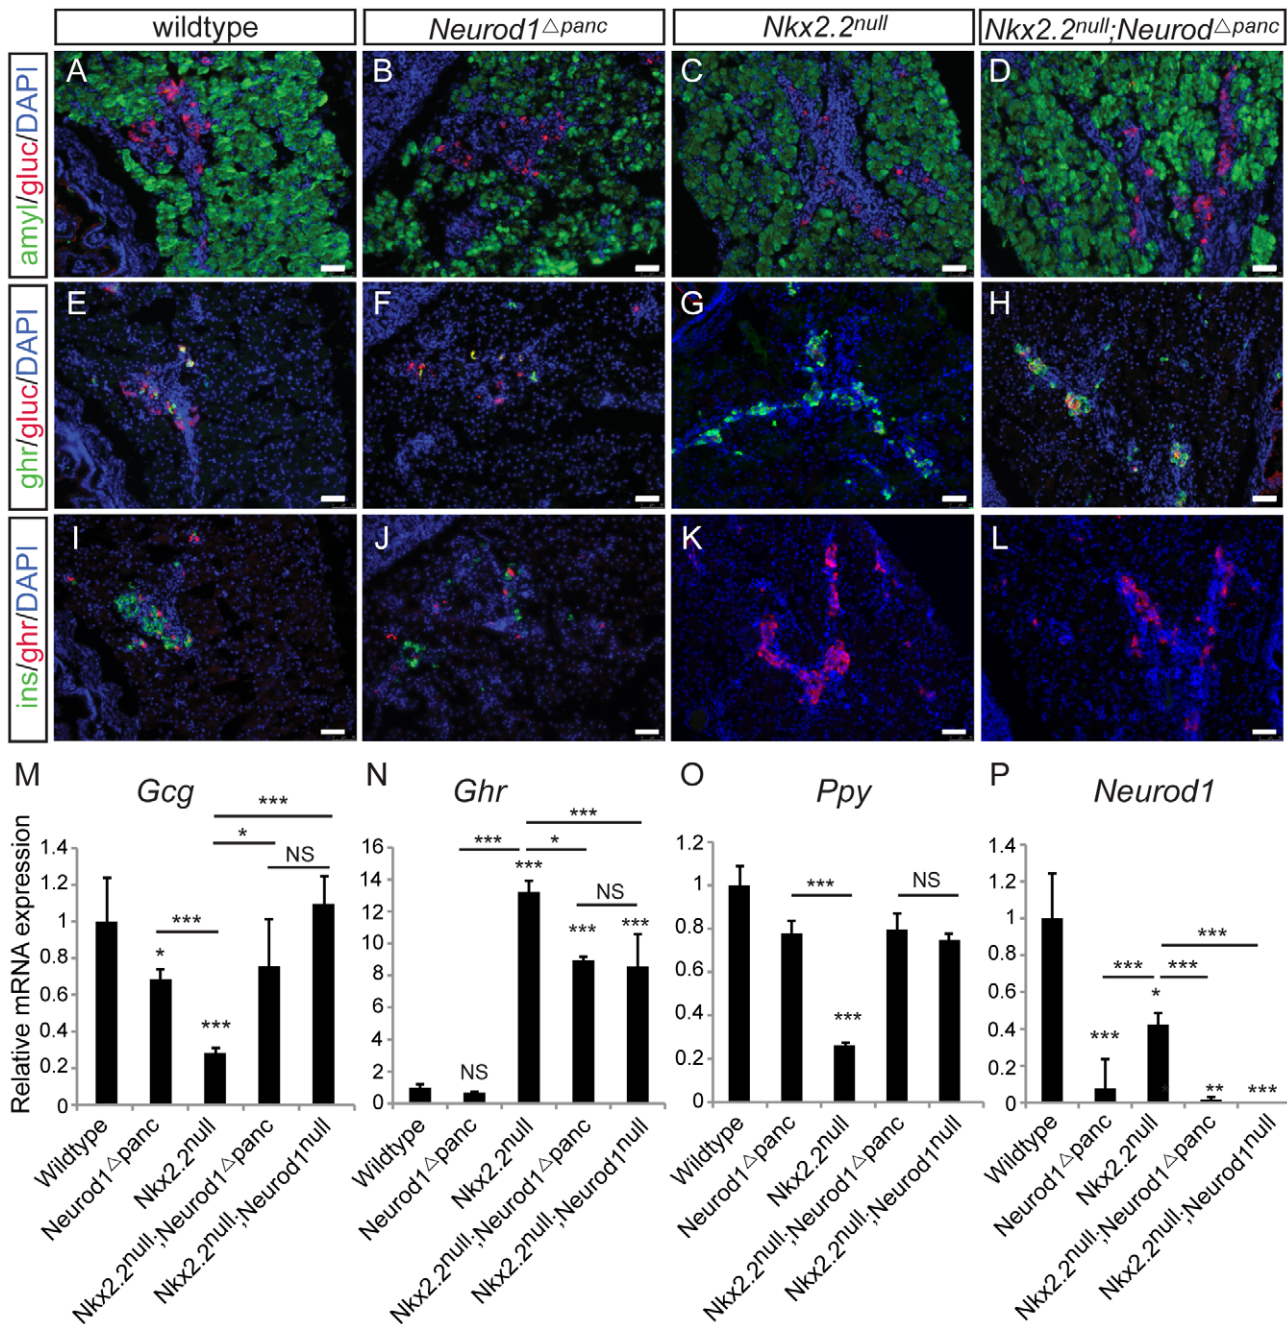 wildtype
Neurod1△panc
Nkx2.2null
Nkx2.2null;Neurod△panc
amyl/gluc/DAPI
A
B
C
D
ghr/gluc/DAPI
E
F
G
H
ins/ghr/DAPI
I
J
K
L
M
Gcg
Relative mRNA expression
***
*
NS
***
*
***
1.4
1.2
1
0.8
0.6
0.4
0.2
0
Wildtype
Neurod1△panc
Nkx2.2null
Nkx2.2null;Neurod1△panc
Nkx2.2null;Neurod1null
N
Ghr
***
*** *
***
NS
NS
***
***
16
14
12
10
8
6
4
2
0
Wildtype
Neurod1△panc
Nkx2.2null
Nkx2.2null;Neurod1△panc
Nkx2.2null;Neurod1null
O
Ppy
***
NS
***
1.2
1
0.8
0.6
0.4
0.2
0
Wildtype
Neurod1△panc
Nkx2.2null
Nkx2.2null;Neurod1△panc
Nkx2.2null;Neurod1null
P
Neurod1
***
*** ***
*
***
*
**
***
1.4
1.2
1
0.8
0.6
0.4
0.2
0
Wildtype
Neurod1△panc
Nkx2.2null
Nkx2.2null;Neurod1△panc
Nkx2.2null;Neurod1null